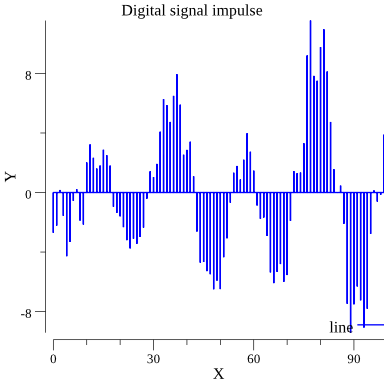 Digital signal impulse
8
0
-8
Y
0 30 60 90
X
line